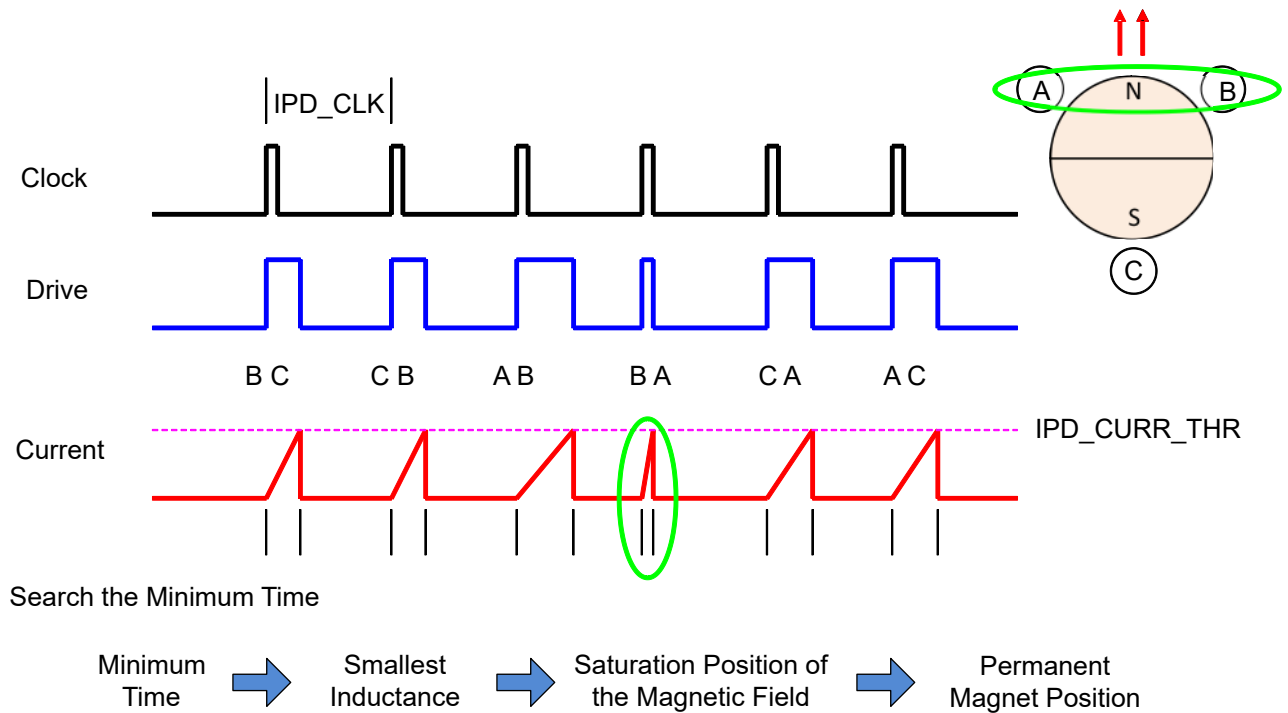 IPD_CLK
A
N
B
Clock
S
C
Drive
B C
C B
A B
B A
C A
A C
IPD_CURR_THR
Current
Search the Minimum Time
Minimum
Time
Smallest
Inductance
Saturation Position of
the Magnetic Field
Permanent
Magnet Position